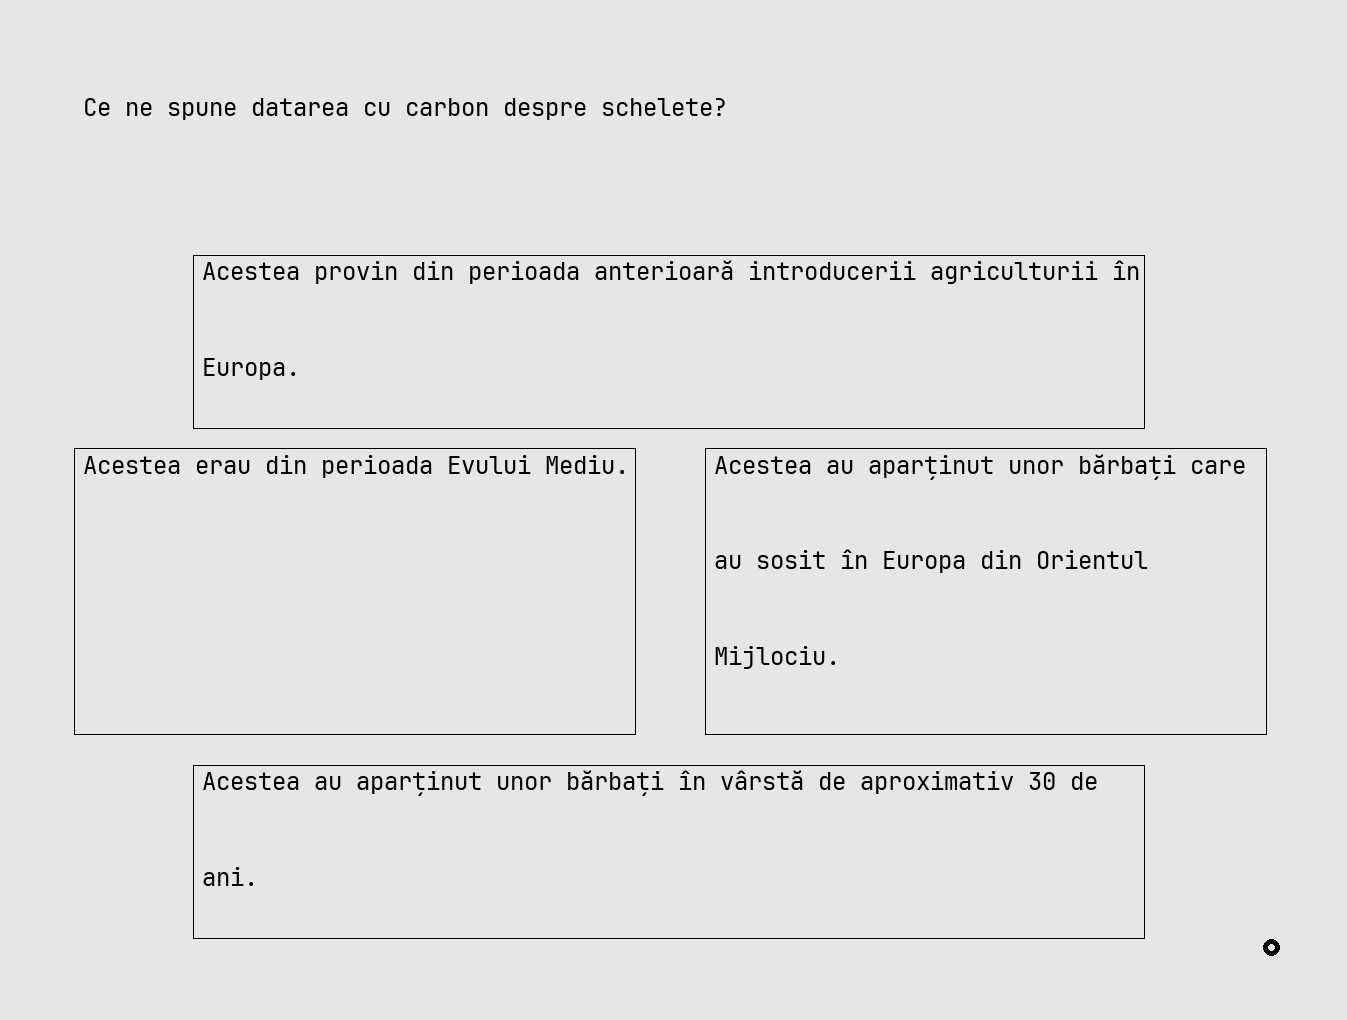 Ce ne spune datarea cu carbon despre schelete?
Acestea provin din perioada anterioară introducerii agriculturii în
Europa.
Acestea erau din perioada Evului Mediu.
Acestea au aparținut unor bărbați care
au sosit în Europa din Orientul
Mijlociu.
Acestea au aparținut unor bărbați în vârstă de aproximativ 30 de
ani.